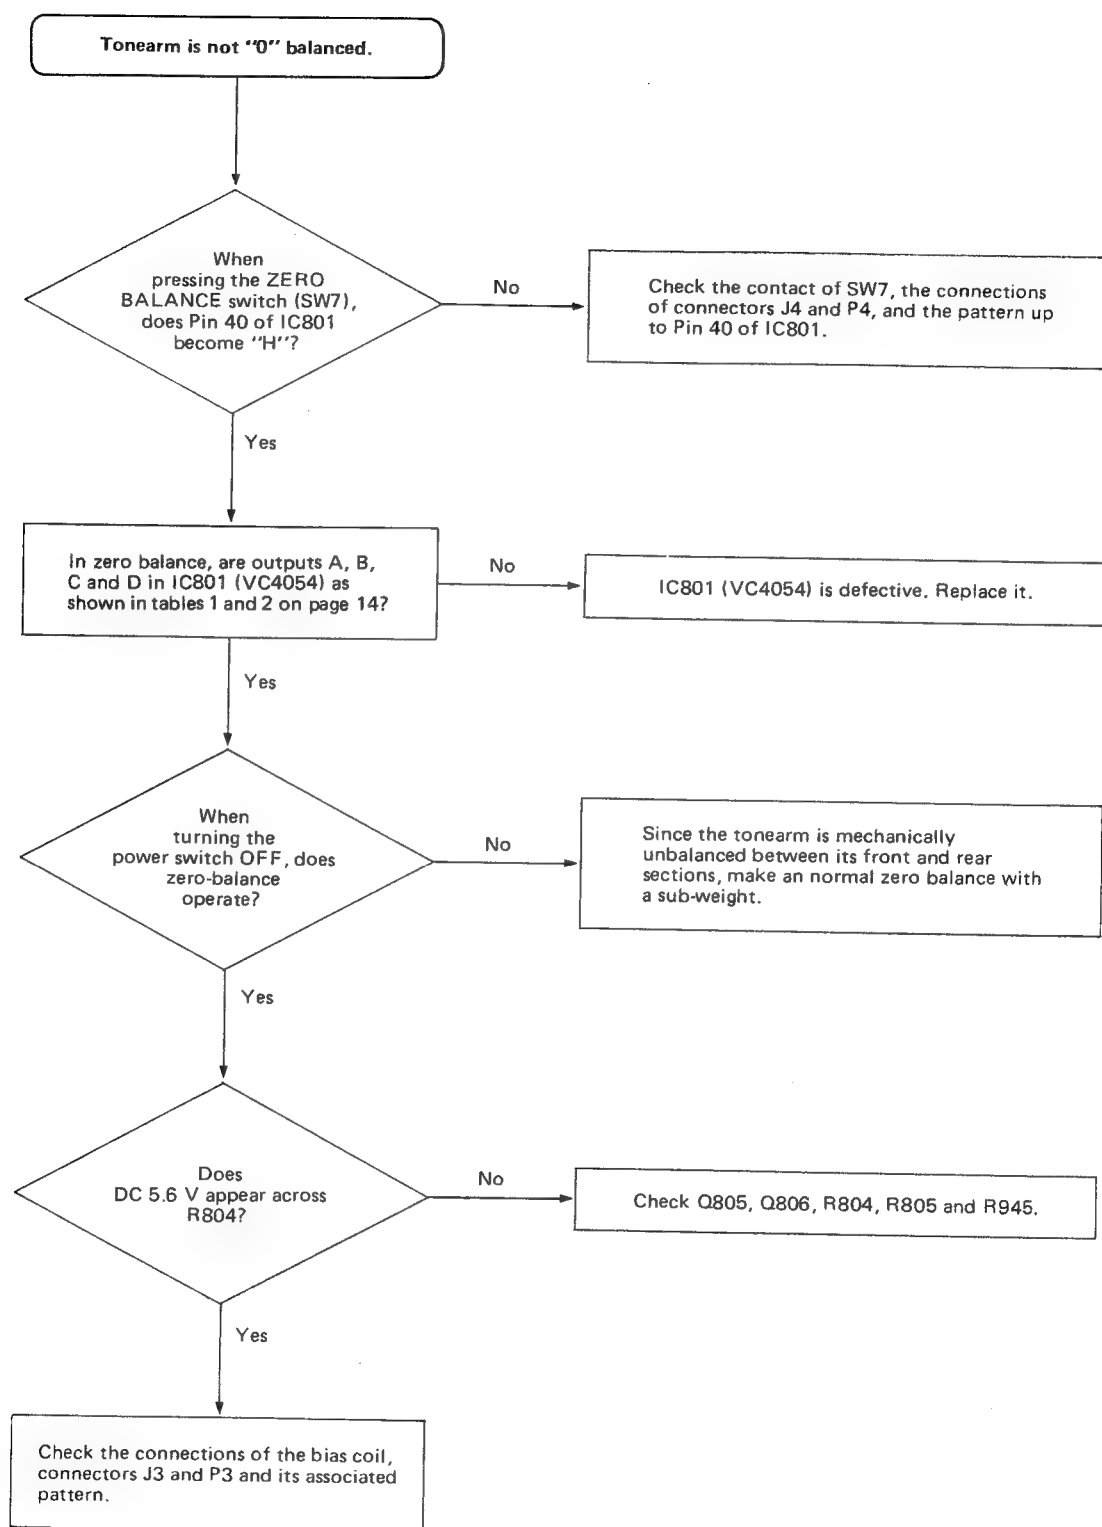 Tonearm is not "0" balanced.
When
pressing the ZERO
BALANCE switch (SW7),
does Pin 40 of IC801
become "H"?
No
Check the contact of SW7, the connections
of connectors J4 and P4, and the pattern up
to Pin 40 of IC801.
Yes
In zero balance, are outputs A, B,
C and D in IC801 (VC4054) as
shown in tables 1 and 2 on page 14?
No
IC801 (VC4054) is defective. Replace it.
Yes
When
turning the
power switch OFF, does
zero-balance
operate?
No
Since the tonearm is mechanically
unbalanced between its front and rear
sections, make an normal zero balance with
a sub-weight.
Yes
Does
DC 5.6 V appear across
R804?
No
Check Q805, Q806, R804, R805 and R945.
Yes
Check the connections of the bias coil,
connectors J3 and P3 and its associated
pattern.